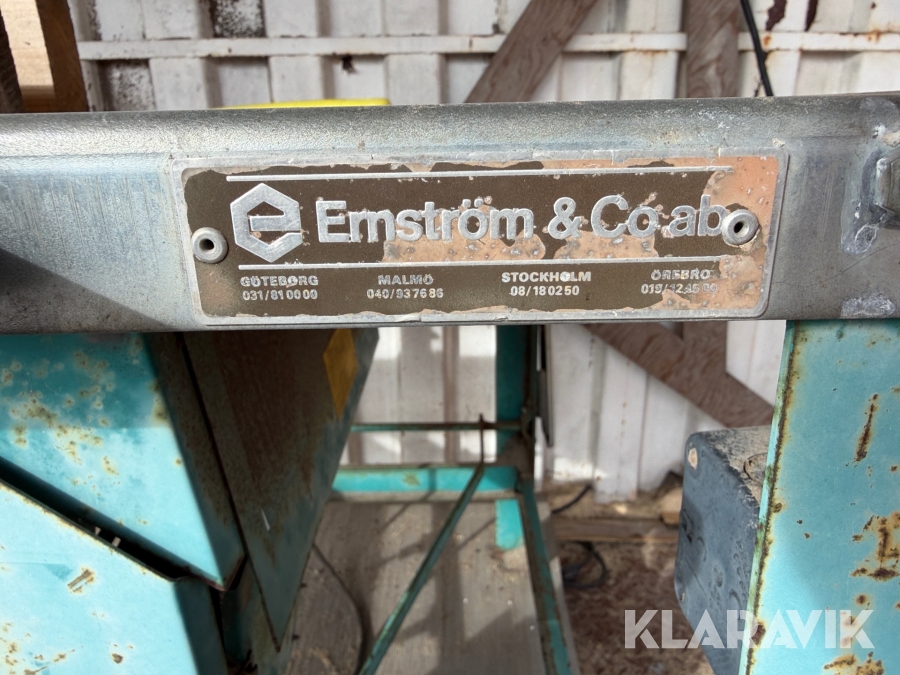 e Ernström & Co ab
GÖTEBORG MALMÖ STOCKHOLM ÖREBRO
031/810000 040/937686 08/180250
KLARAVIK